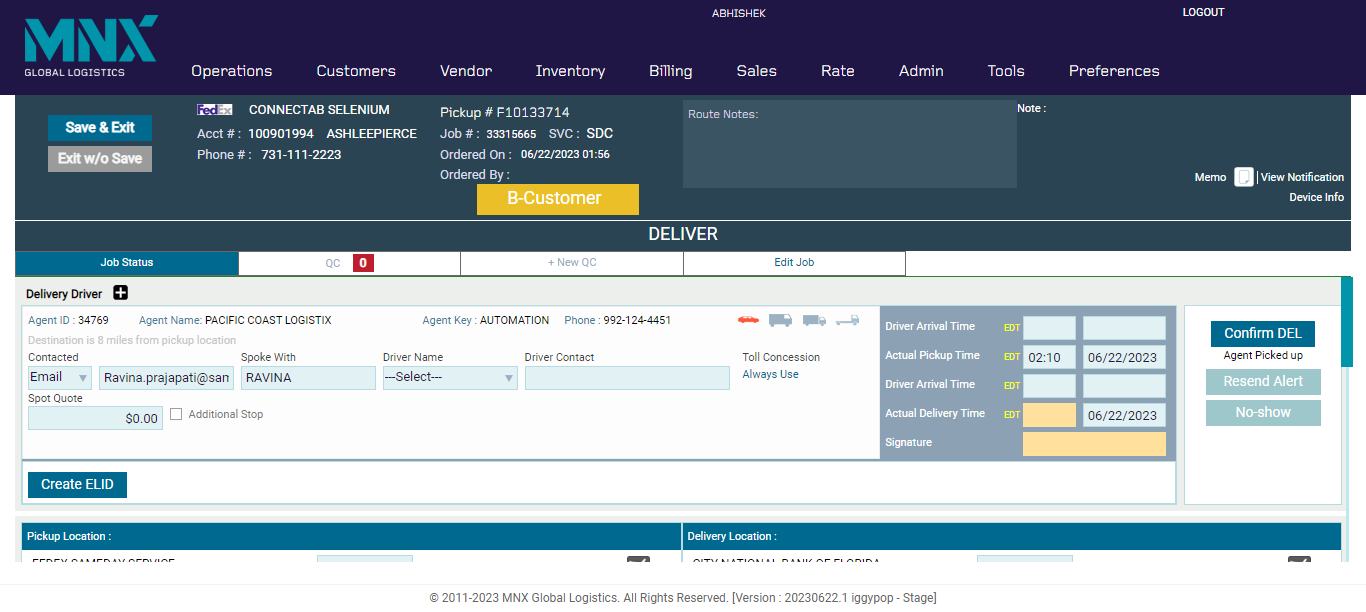 ABHISHEK
LOGOUT
MNX
GLOBAL LOGISTICS
Operations Customers Vendor Inventory Billing Sales Rate Admin Tools Preferences
Save & Exit
Exit w/o Save
FedEx CONNECTAB SELENIUM
Acct # : 100901994 ASHLEEPIERCE
Phone # : 731-111-2223
Pickup # F10133714
Job # : 33315665 SVC : SDC
Ordered On : 06/22/2023 01:56
Ordered By :
B-Customer
Route Notes:
Note :
Memo | View Notification
Device Info
DELIVER
Job Status QC 0 + New QC Edit Job
Delivery Driver
Agent ID : 34769 Agent Name: PACIFIC COAST LOGISTIX Agent Key : AUTOMATION Phone : 992-124-4451
Destination is 8 miles from pickup location
Contacted Spoke With Driver Name Driver Contact Toll Concession
Email Ravina.prajapati@sam RAVINA ---Select--- Always Use
Spot Quote
$0.00 Additional Stop
Driver Arrival Time EDT
Actual Pickup Time EDT 02:10 06/22/2023
Driver Arrival Time EDT
Actual Delivery Time EDT 06/22/2023
Signature
Confirm DEL
Agent Picked up
Resend Alert
No-show
Create ELID
Pickup Location : Delivery Location :
FEDEX SAMEDAY SERVICE CITY NATIONAL BANK OF FLORIDA
© 2011-2023 MNX Global Logistics. All Rights Reserved. [Version : 20230622.1 iggypop - Stage]